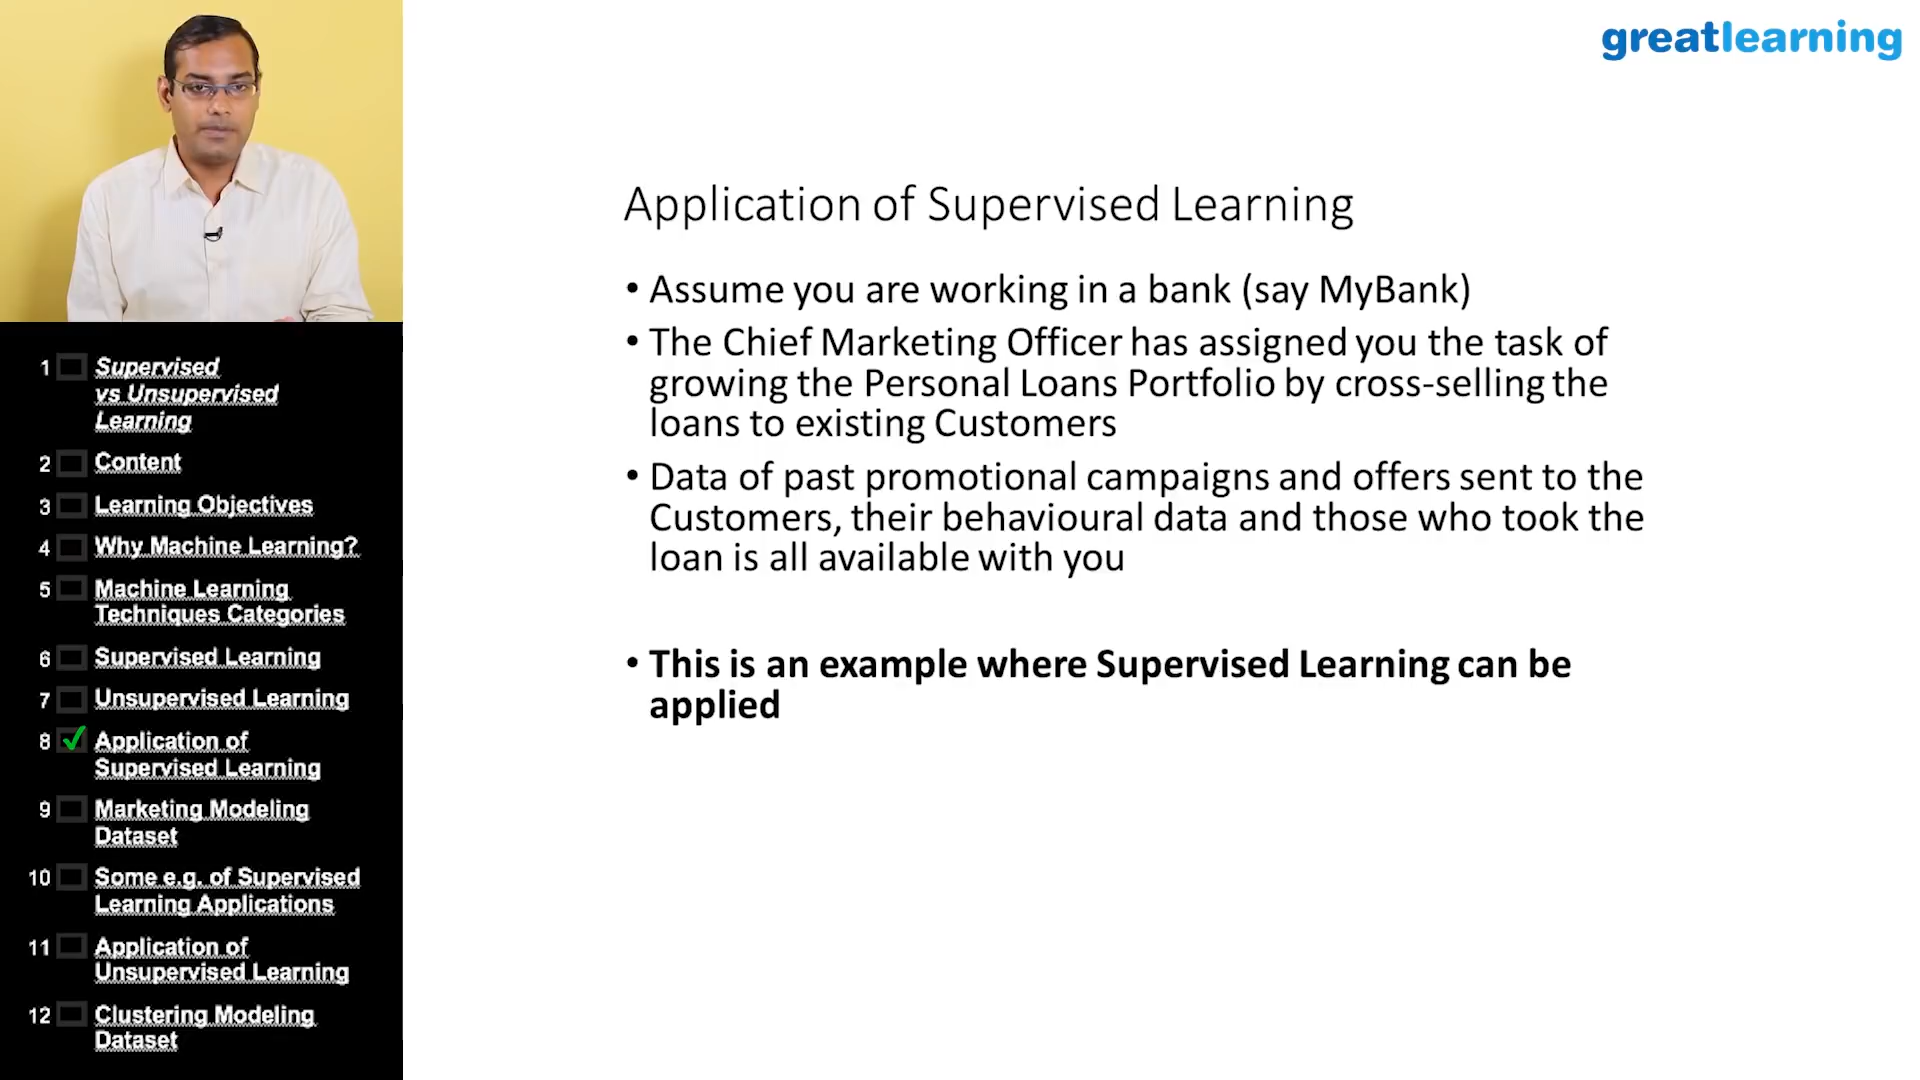 greatlearning
Application of Supervised Learning
• Assume you are working in a bank (say MyBank)
• The Chief Marketing Officer has assigned you the task of
growing the Personal Loans Portfolio by cross-selling the
loans to existing Customers
• Data of past promotional campaigns and offers sent to the
Customers, their behavioural data and those who took the
loan is all available with you
• This is an example where Supervised Learning can be
applied
1 Supervised
vs Unsupervised
Learning
2 Content
3 Learning Objectives
4 Why Machine Learning?
5 Machine Learning
Techniques Categories
6 Supervised Learning
7 Unsupervised Learning
8 Application of
Supervised Learning
9 Marketing Modeling
Dataset
10 Some e.g. of Supervised
Learning Applications
11 Application of
Unsupervised Learning
12 Clustering Modeling
Dataset